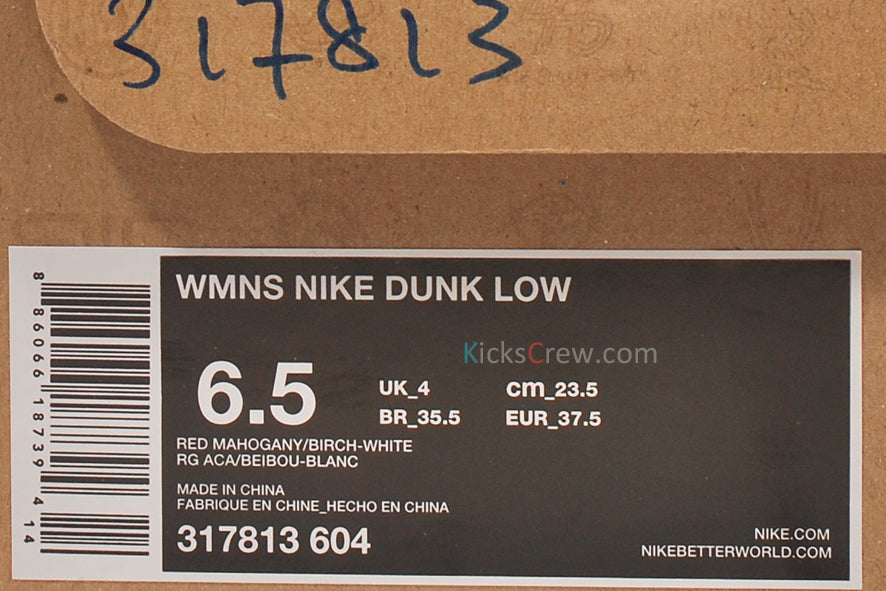 317813
8 86066 18739 4 14
WMNS NIKE DUNK LOW
KicksCrew.com
6.5
UK_4 cm_23.5
BR_35.5 EUR_37.5
RED MAHOGANY/BIRCH-WHITE
RG ACA/BEIBOU-BLANC
MADE IN CHINA
FABRIQUE EN CHINE_HECHO EN CHINA
317813 604
NIKE.COM
NIKEBETTERWORLD.COM